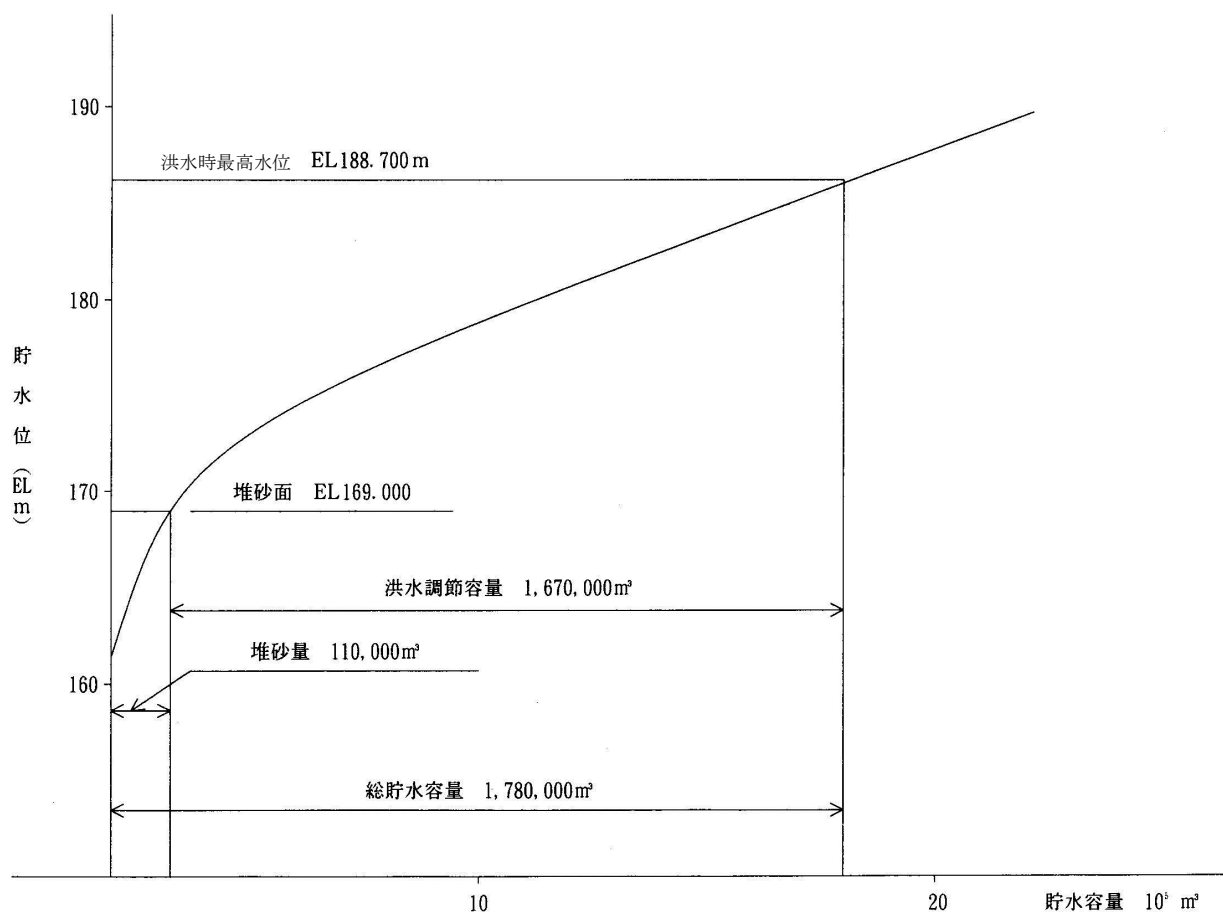 190
洪水時最高水位 EL188.700m
180
貯水位(ELm)
170
堆砂面 EL169.000
洪水調節容量 1,670,000m³
堆砂量 110,000m³
160
総貯水容量 1,780,000m³
10
20
貯水容量 10⁵ m³